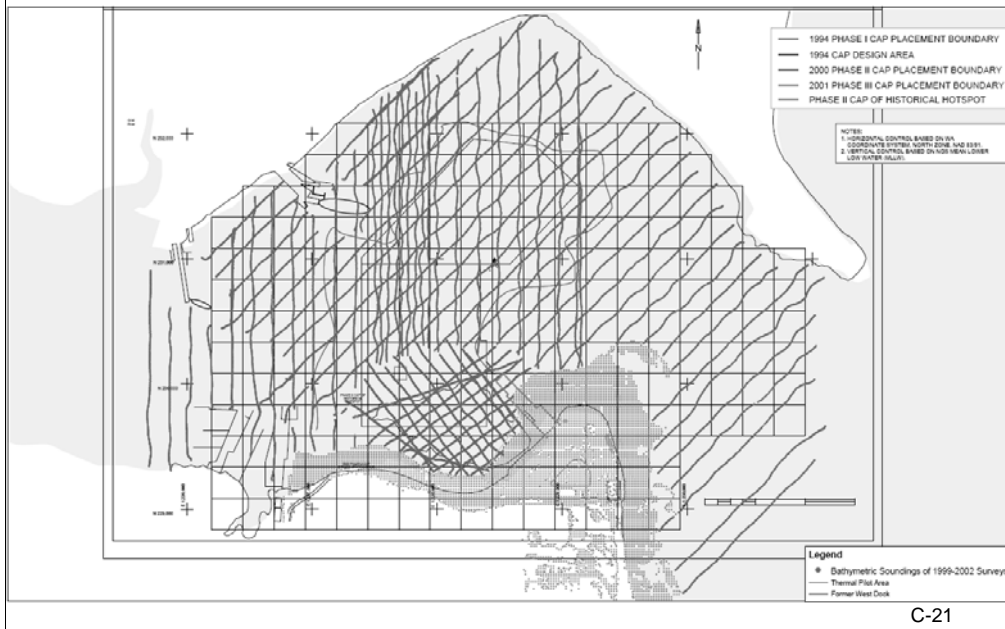 N
1994 PHASE I CAP PLACEMENT BOUNDARY
1994 CAP DESIGN AREA
2000 PHASE II CAP PLACEMENT BOUNDARY
2001 PHASE III CAP PLACEMENT BOUNDARY
PHASE II CAP OF HISTORICAL HOTSPOT
NOTES:
1. HORIZONTAL CONTROL BASED ON WA
COORDINATE SYSTEM, NORTH ZONE, NAD 83/91.
2. VERTICAL CONTROL BASED ON NOS MEAN LOWER
LOW WATER (MLLW).
Legend
Bathymetric Soundings of 1999-2002 Surveys
Thermal Pilot Area
Former West Dock
C-21